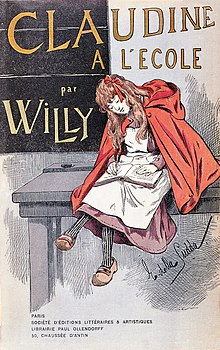 CLAUDINE
A L'ECOLE
par
WILLY
PARIS
SOCIÉTÉ D'ÉDITIONS LITTÉRAIRES & ARTISTIQUES
LIBRAIRIE PAUL OLLENDORFF
50, CHAUSSÉE D'ANTIN